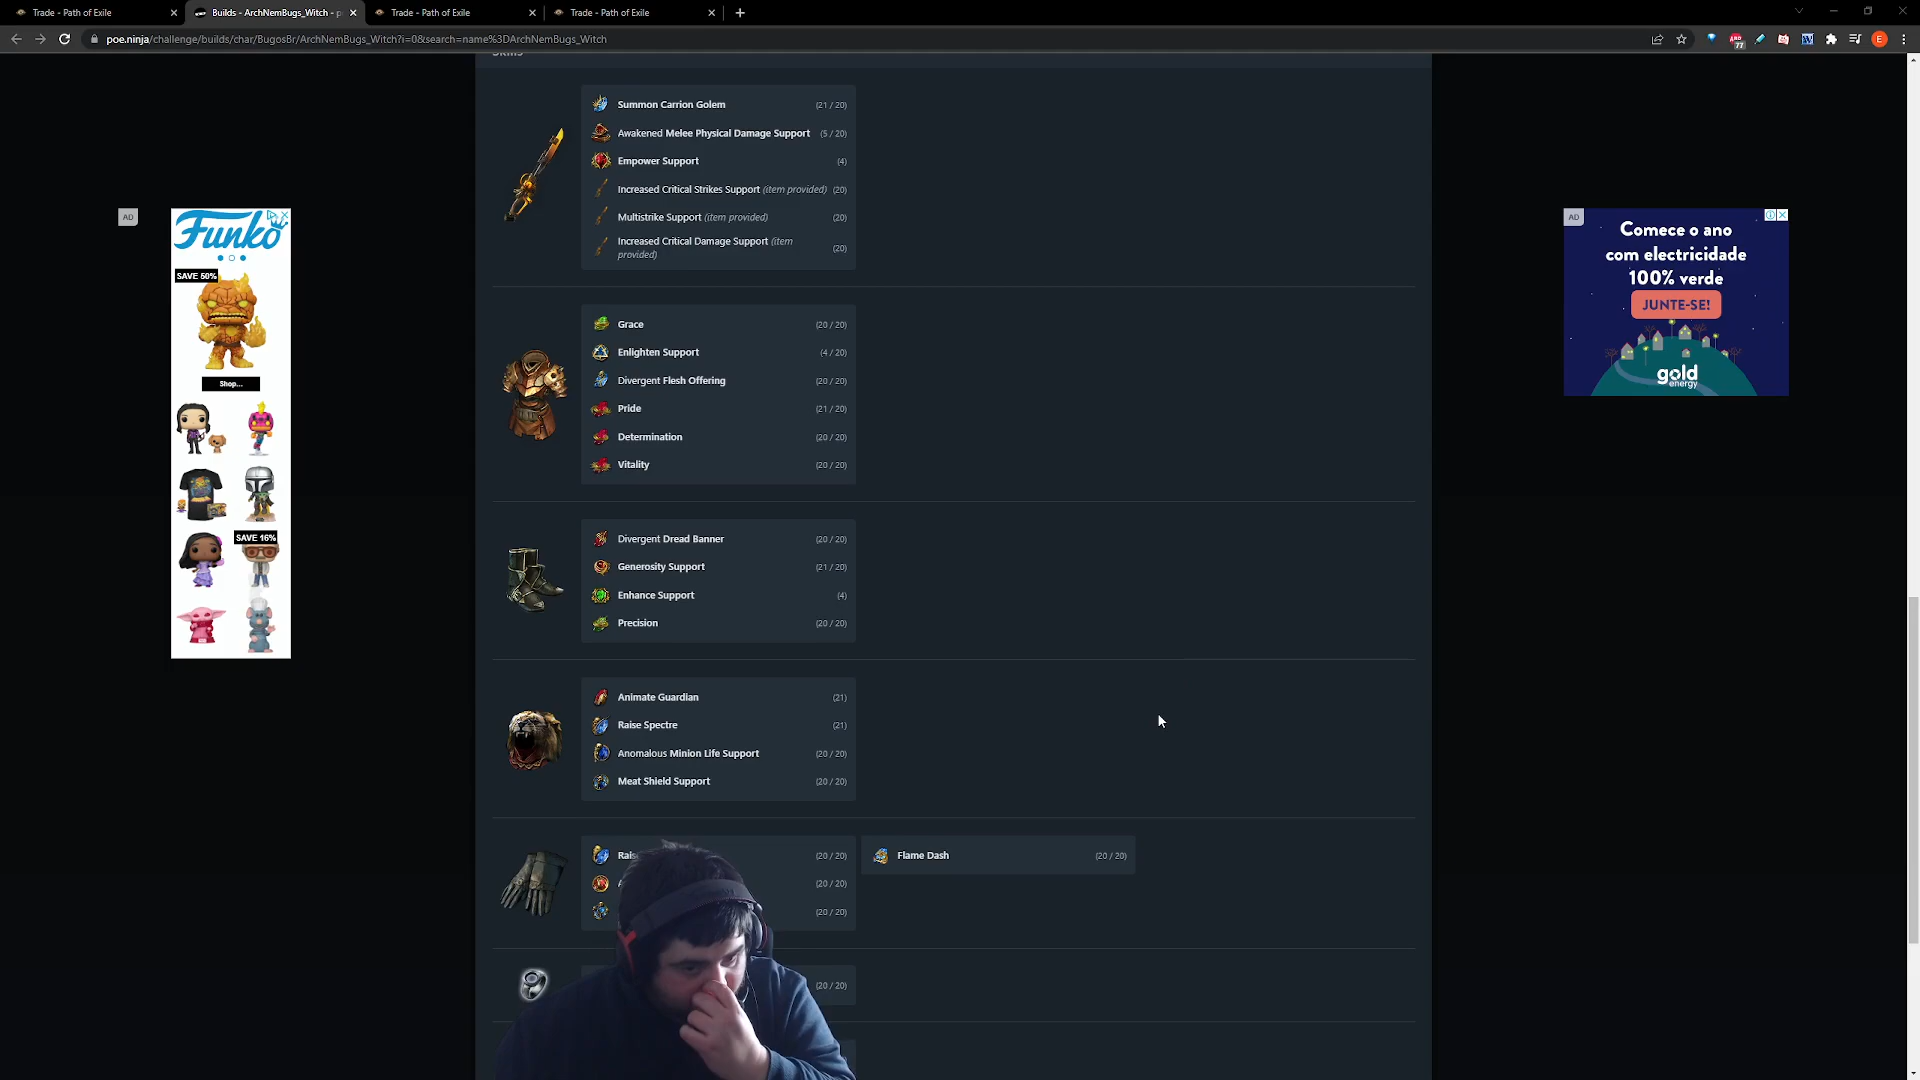 Trade - Path of Exile
Builds - ArchNemBugs_Witch - p
Trade - Path of Exile
Trade - Path of Exile
poe.ninja/challenge/builds/char/BugosBr/ArchNemBugs_Witch?i=0&search=name%3DArchNemBugs_Witch
77
E
Skills
Summon Carrion Golem (21 / 20)
Awakened Melee Physical Damage Support (5 / 20)
Empower Support (4)
Increased Critical Strikes Support (item provided) (20)
Multistrike Support (item provided) (20)
Increased Critical Damage Support (item
provided) (20)
Grace (20 / 20)
Enlighten Support (4 / 20)
Divergent Flesh Offering (20 / 20)
Pride (21 / 20)
Determination (20 / 20)
Vitality (20 / 20)
Divergent Dread Banner (20 / 20)
Generosity Support (21 / 20)
Enhance Support (4)
Precision (20 / 20)
Animate Guardian (21)
Raise Spectre (21)
Anomalous Minion Life Support (20 / 20)
Meat Shield Support (20 / 20)
(20 / 20)
(20 / 20)
(20 / 20)
Flame Dash (20 / 20)
(20 / 20)
AD
Funko
SAVE 50%
Shop...
SAVE 16%
AD
Comece o ano
com electricidade
100% verde
JUNTE-SE!
gold
energy